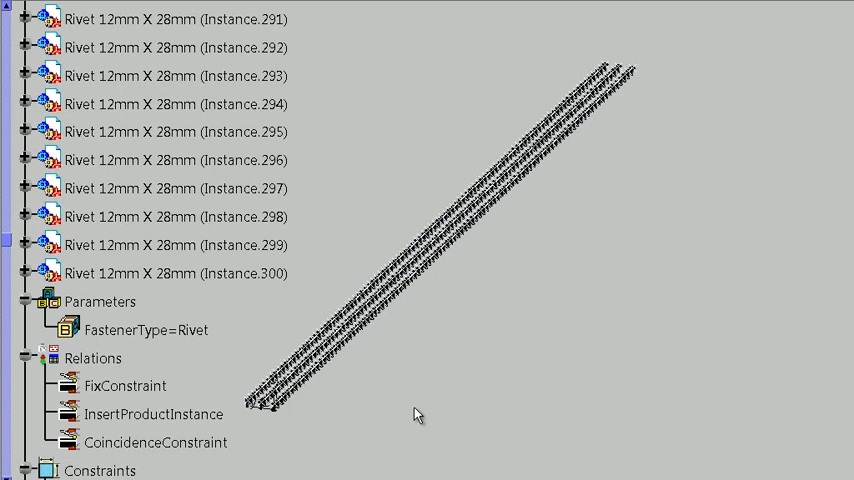 Rivet 12mm X 28mm (Instance.291)
Rivet 12mm X 28mm (Instance.292)
Rivet 12mm X 28mm (Instance.293)
Rivet 12mm X 28mm (Instance.294)
Rivet 12mm X 28mm (Instance.295)
Rivet 12mm X 28mm (Instance.296)
Rivet 12mm X 28mm (Instance.297)
Rivet 12mm X 28mm (Instance.298)
Rivet 12mm X 28mm (Instance.299)
Rivet 12mm X 28mm (Instance.300)
Parameters
FastenerType=Rivet
Relations
FixConstraint
InsertProductInstance
CoincidenceConstraint
Constraints